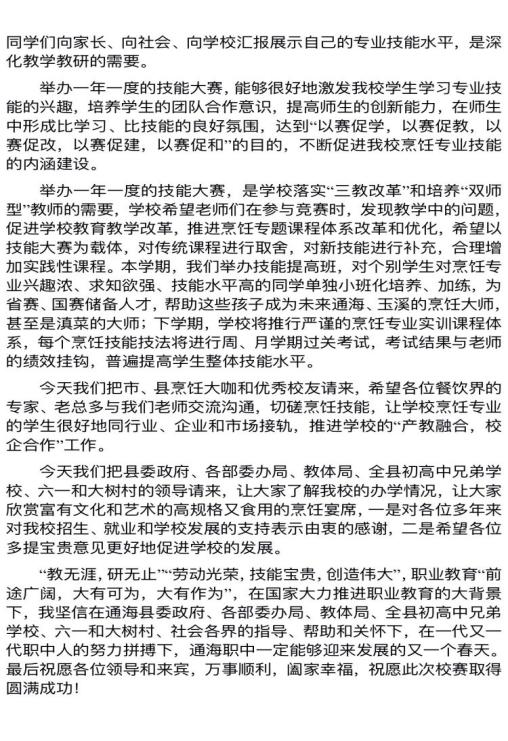 同学们向家长、向社会、向学校汇报展示自己的专业技能水平，是深
化教学教研的需要。
举办一年一度的技能大赛，能够很好地激发我校学生学习专业技
能的兴趣，培养学生的团队合作意识，提高师生的创新能力，在师生
中形成比学习、比技能的良好氛围，达到“以赛促学，以赛促教，以
赛促改，以赛促建，以赛促和”的目的，不断促进我校烹饪专业技能
的内涵建设。
举办一年一度的技能大赛，是学校落实“三教改革”和培养“双师
型”教师的需要，学校希望老师们在参与竞赛时，发现教学中的问题，
促进学校教育教学改革，推进烹饪专题课程体系改革和优化，希望以
技能大赛为载体，对传统课程进行取舍，对新技能进行补充，合理增
加实践性课程。本学期，我们举办技能提高班，对个别学生对烹饪专
业兴趣浓、求知欲强、技能水平高的同学单独小班化培养、加练，为
省赛、国赛储备人才，帮助这些孩子成为未来通海、玉溪的烹饪大师，
甚至是滇菜的大师；下学期，学校将推行严谨的烹饪专业实训课程体
系，每个烹饪技能技法将进行周、月学期过关考试，考试结果与老师
的绩效挂钩，普遍提高学生整体技能水平。
今天我们把市、县烹饪大咖和优秀校友请来，希望各位餐饮界的
专家、老总多与我们老师交流沟通，切磋烹饪技能，让学校烹饪专业
的学生很好地同行业、企业和市场接轨，推进学校的“产教融合，校
企合作”工作。
今天我们把县委政府、各部委办局、教体局、全县初高中兄弟学
校、六一和大树村的领导请来，让大家了解我校的办学情况，让大家
欣赏富有文化和艺术的高规格又食用的烹饪宴席，一是对各位多年来
对我校招生、就业和学校发展的支持表示由衷的感谢，二是希望各位
多提宝贵意见更好地促进学校的发展。
“教无涯，研无止”“劳动光荣，技能宝贵，创造伟大”，职业教育“前
途广阔，大有可为，大有作为”，在国家大力推进职业教育的大背景
下，我坚信在通海县委政府、各部委办局、教体局、全县初高中兄弟
学校、六一和大树村、社会各界的指导、帮助和关怀下，在一代又一
代职中人的努力拼搏下，通海职中一定能够迎来发展的又一个春天。
最后祝愿各位领导和来宾，万事顺利，阖家幸福，祝愿此次校赛取得
圆满成功！